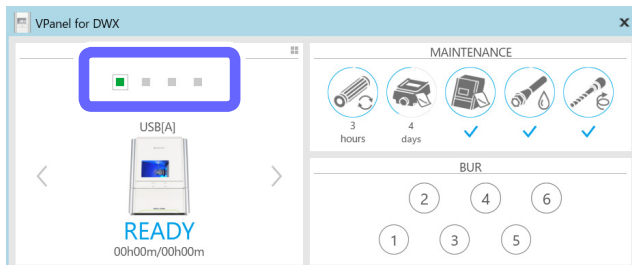 VPanel for DWX
USB[A]
READY
00h00m/00h00m
MAINTENANCE
3
hours
4
days
BUR
2
4
6
1
3
5